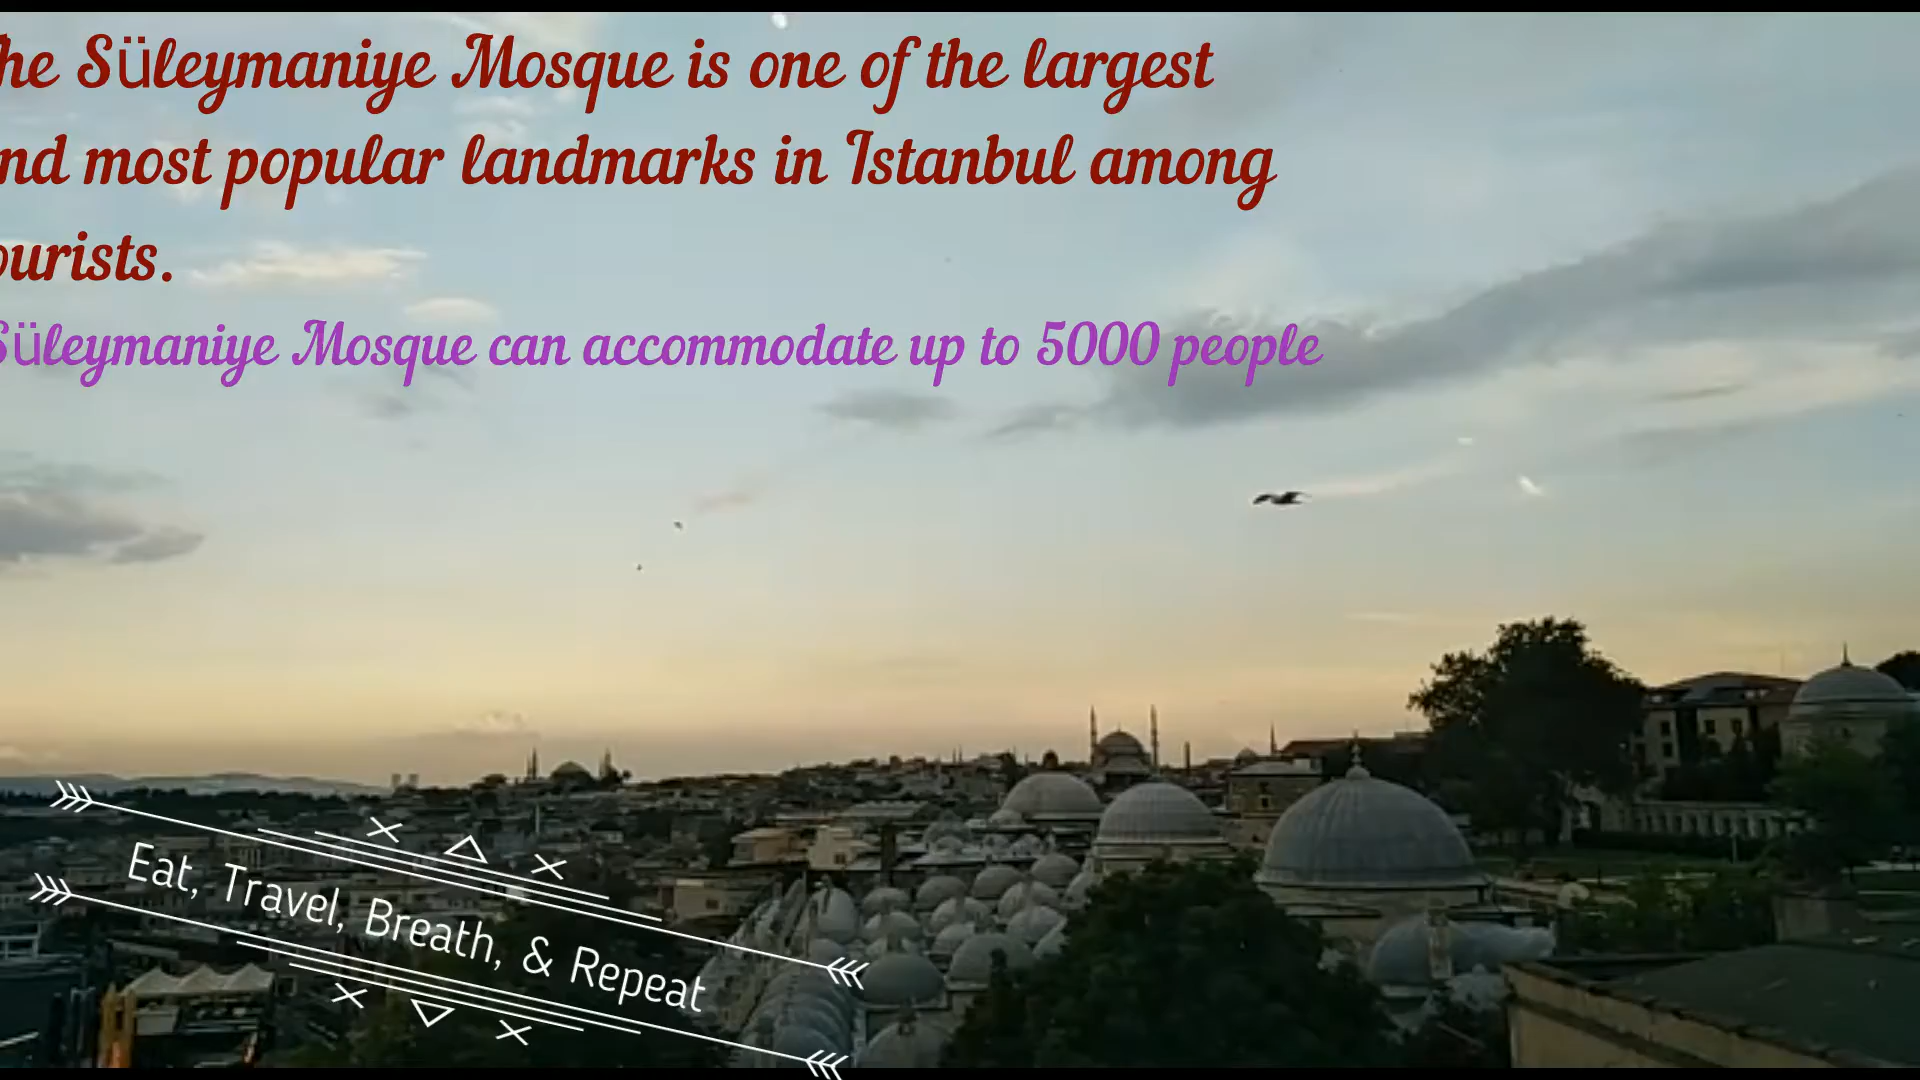 he Süleymaniye Mosque is one of the largest
nd most popular landmarks in Istanbul among
ourists.
Süleymaniye Mosque can accommodate up to 5000 people
Eat, Travel, Breath, & Repeat